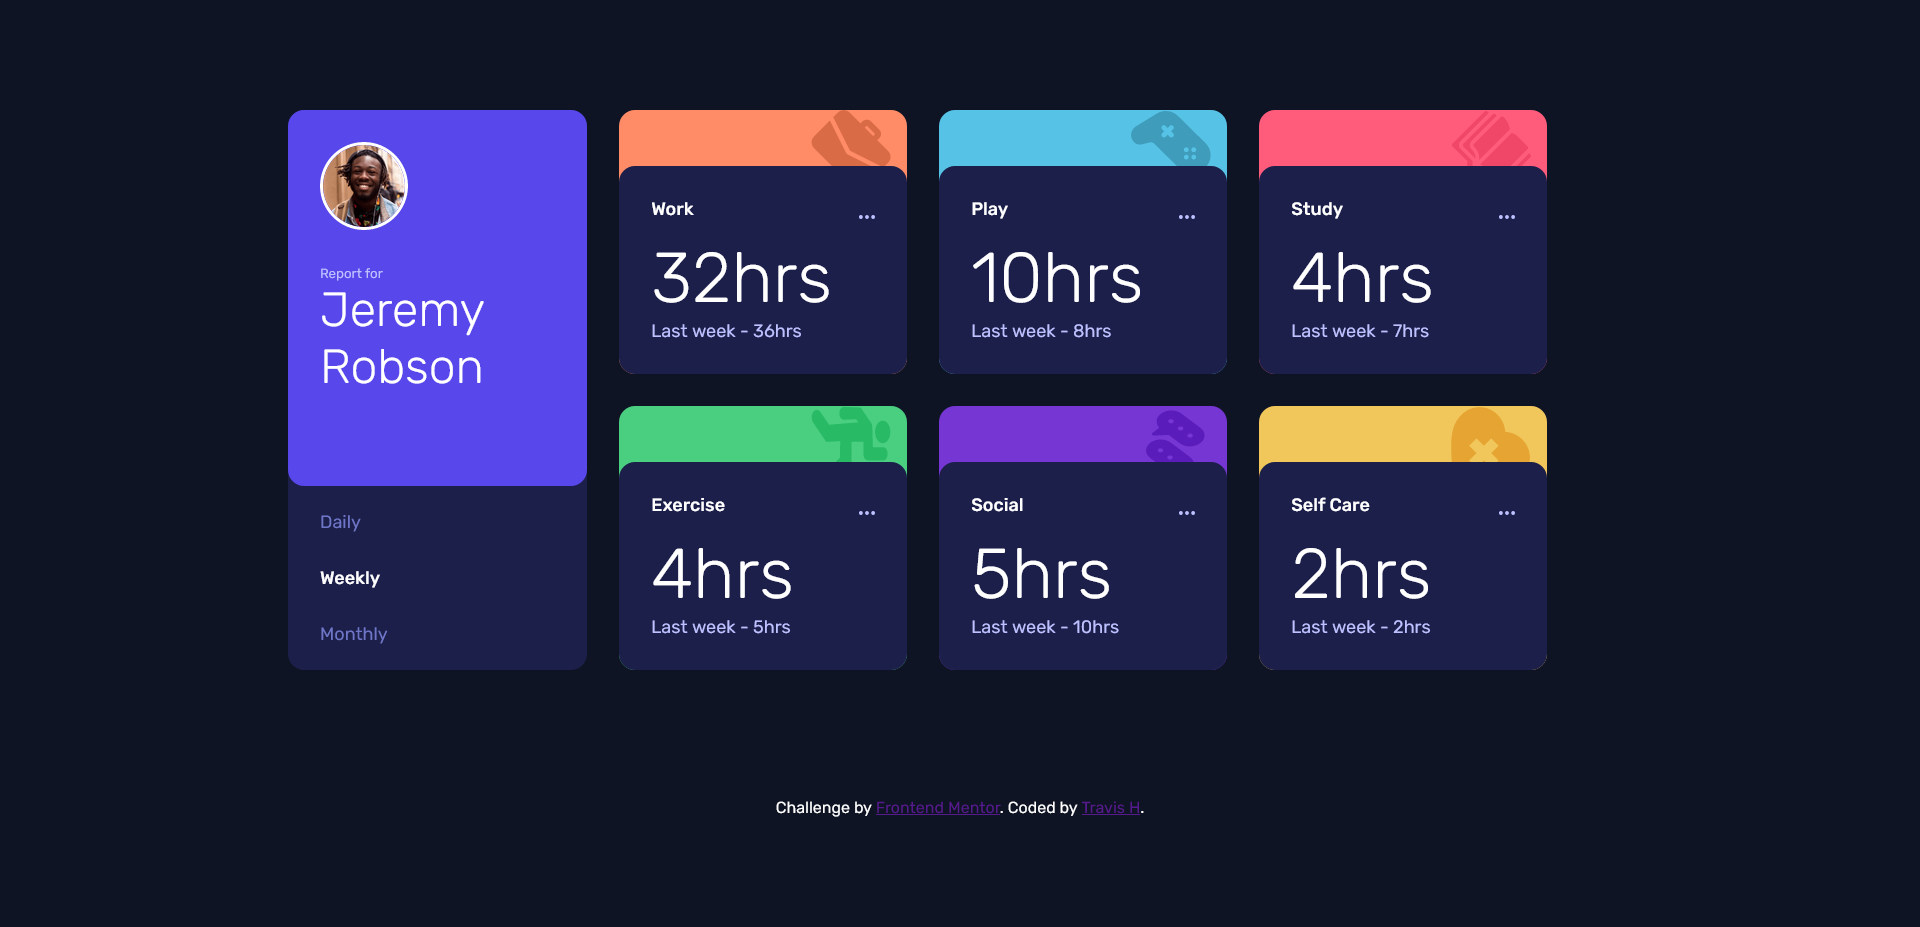 Report for
Jeremy
Robson
Daily
Weekly
Monthly
Work
32hrs
Last week - 36hrs
Play
10hrs
Last week - 8hrs
Study
4hrs
Last week - 7hrs
Exercise
4hrs
Last week - 5hrs
Social
5hrs
Last week - 10hrs
Self Care
2hrs
Last week - 2hrs
Challenge by Frontend Mentor. Coded by Travis H.